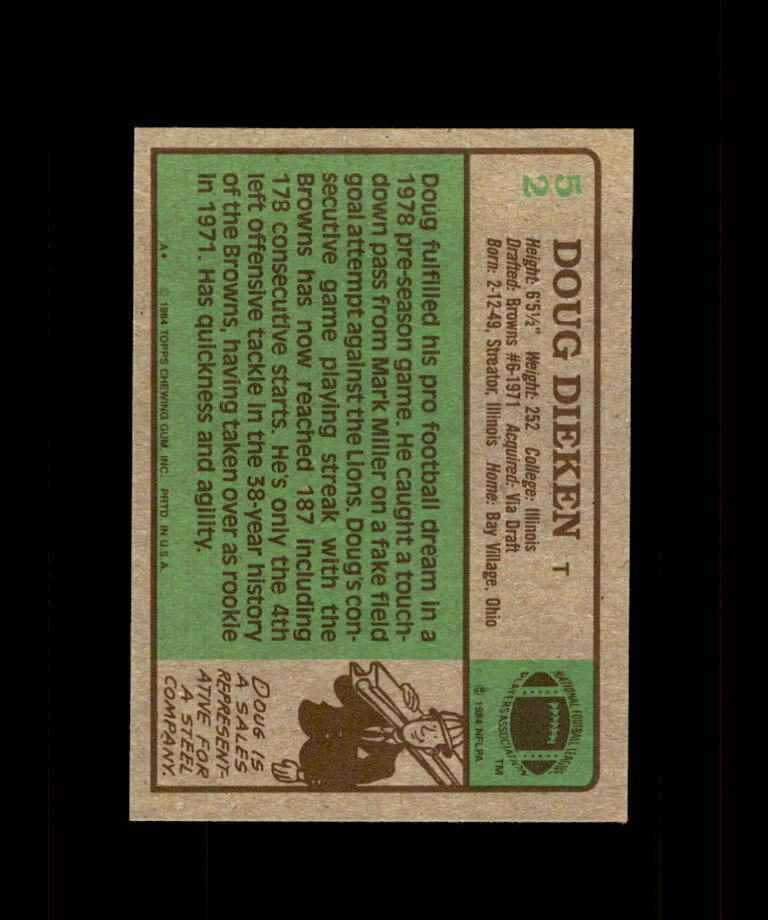 52
DOUG DIEKEN T
Height: 6'5½" Weight: 252 College: Illinois
Drafted: Browns #6-1971 Acquired: Via Draft
Born: 2-12-49, Streator, Illinois Home: Bay Village, Ohio
NATIONAL FOOTBALL LEAGUE
PLAYERS ASSOCIATION
TM
© 1984 NFLPA
Doug fulfilled his pro football dream in a
1978 pre-season game. He caught a touch-
down pass from Mark Miller on a fake field
goal attempt against the Lions. Doug's con-
secutive game playing streak with the
Browns has now reached 187 including
178 consecutive starts. He's only the 4th
left offensive tackle in the 38-year history
of the Browns, having taken over as rookie
in 1971. Has quickness and agility.
DOUG IS
A SALES
REPRESENT-
ATIVE FOR
A STEEL
COMPANY.
A* © 1984 TOPPS CHEWING GUM, INC. PRTD. IN U.S.A.